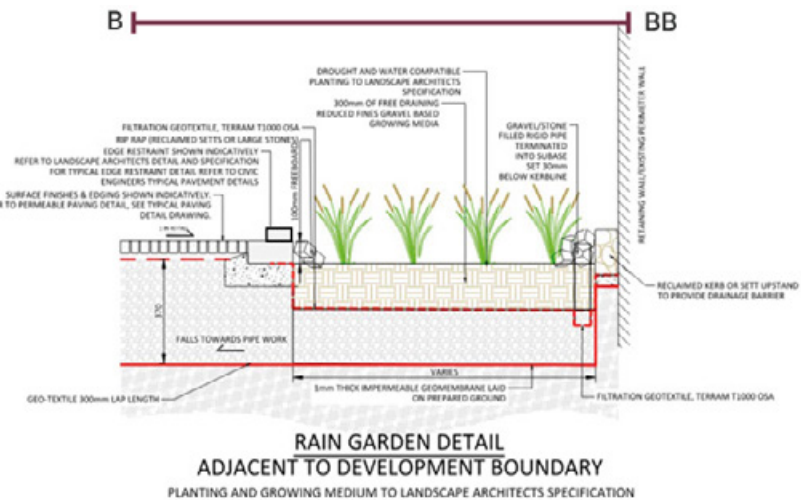 B
BB
DROUGHT AND WATER COMPATIBLE
PLANTING TO LANDSCAPE ARCHITECTS
SPECIFICATION
300mm OF FREE DRAINING
REDUCED FINES GRAVEL BASED
GROWING MEDIA
FILTRATION GEOTEXTILE, TERRAM T1000 OSA
RIP RAP (RECLAIMED SETTS OR LARGE STONES)
EDGE RESTRAINT SHOWN INDICATIVELY
REFER TO LANDSCAPE ARCHITECTS DETAIL AND SPECIFICATION
FOR TYPICAL EDGE RESTRAINT DETAIL REFER TO CIVIC
ENGINEERS TYPICAL PAVEMENT DETAILS
SURFACE FINISHES & EDGING SHOWN INDICATIVELY.
R TO PERMEABLE PAVING DETAIL, SEE TYPICAL PAVING
DETAIL DRAWING.
100mm FREEBOARD
GRAVEL/STONE
FILLED RIGID PIPE
TERMINATED
INTO SUBASE
SET 30mm
BELOW KERBLINE
RETAINING WALL/EXISTING PERIMETER WALL
RECLAIMED KERB OR SETT UPSTAND
TO PROVIDE DRAINAGE BARRIER
370
FALLS TOWARDS PIPE WORK
VARIES
GEO-TEXTILE 300mm LAP LENGTH
1mm THICK IMPERMEABLE GEOMEMBRANE LAID
ON PREPARED GROUND
FILTRATION GEOTEXTILE, TERRAM T1000 OSA
RAIN GARDEN DETAIL
ADJACENT TO DEVELOPMENT BOUNDARY
PLANTING AND GROWING MEDIUM TO LANDSCAPE ARCHITECTS SPECIFICATION